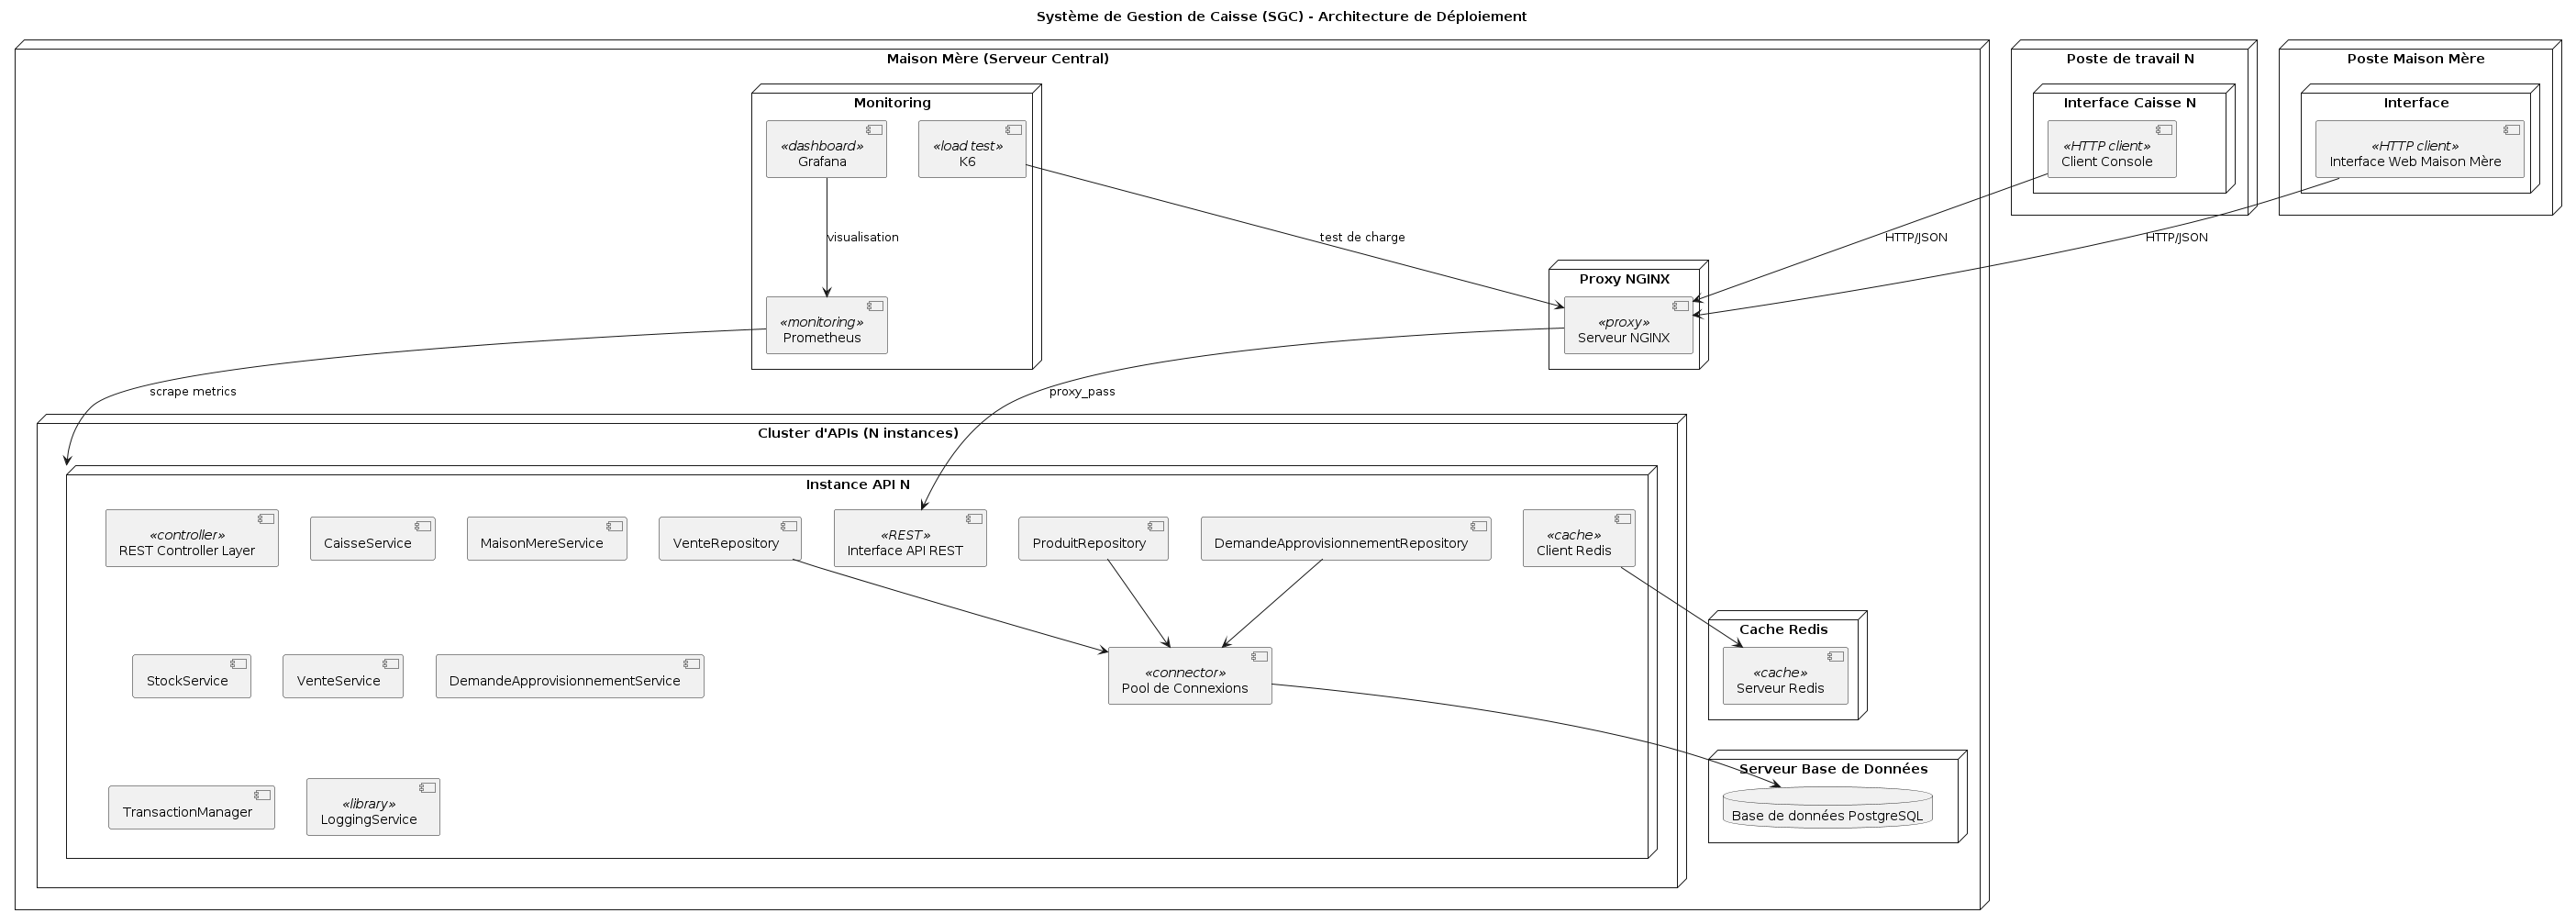 Système de Gestion de Caisse (SGC) - Architecture de Déploiement
Maison Mère (Serveur Central)
Poste de travail N
Poste Maison Mère
Monitoring
Interface Caisse N
Interface
«dashboard»
Grafana
«load test»
K6
«HTTP client»
Client Console
«HTTP client»
Interface Web Maison Mère
visualisation
test de charge
HTTP/JSON
HTTP/JSON
Proxy NGINX
«monitoring»
Prometheus
«proxy»
Serveur NGINX
scrape metrics
proxy_pass
Cluster d'APIs (N instances)
Instance API N
«controller»
REST Controller Layer
CaisseService
MaisonMereService
VenteRepository
«REST»
Interface API REST
ProduitRepository
DemandeApprovisionnementRepository
«cache»
Client Redis
Cache Redis
StockService
VenteService
DemandeApprovisionnementService
«connector»
Pool de Connexions
«cache»
Serveur Redis
Serveur Base de Données
TransactionManager
«library»
LoggingService
Base de données PostgreSQL